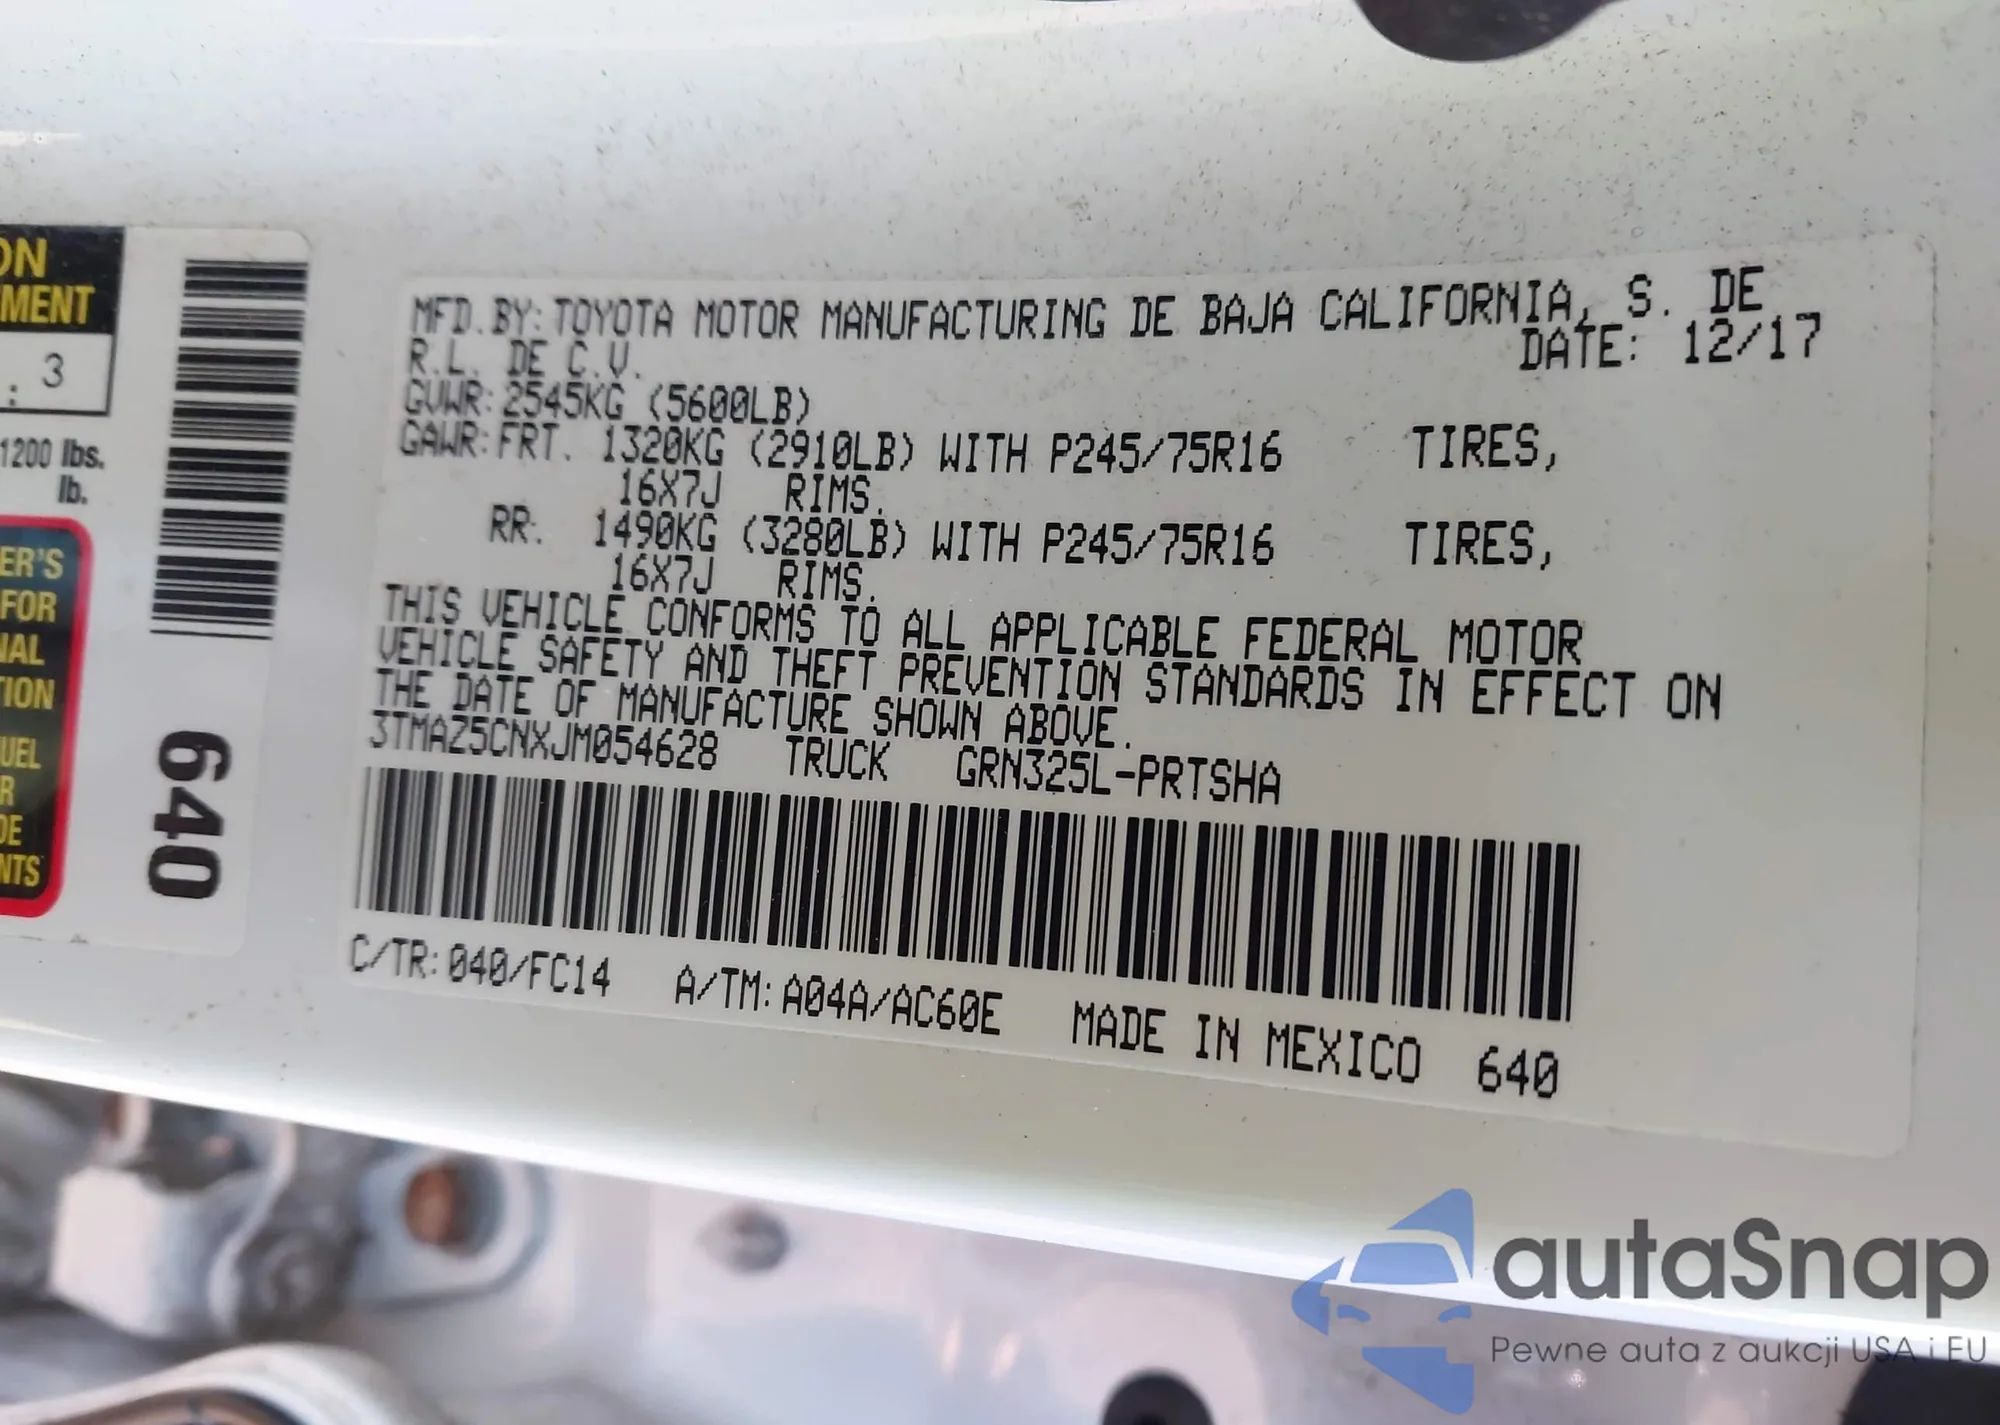 ON
MENT
: 3
1200 lbs.
lb.
ER'S
FOR
NAL
TION
UEL
R
DE
NTS
640
MFD. BY: TOYOTA MOTOR MANUFACTURING DE BAJA CALIFORNIA, S. DE
R.L. DE C.V. DATE: 12/17
GVWR: 2545KG (5600LB)
GAWR: FRT. 1320KG (2910LB) WITH P245/75R16 TIRES,
16X7J RIMS.
RR. 1490KG (3280LB) WITH P245/75R16 TIRES,
16X7J RIMS.
THIS VEHICLE CONFORMS TO ALL APPLICABLE FEDERAL MOTOR
VEHICLE SAFETY AND THEFT PREVENTION STANDARDS IN EFFECT ON
THE DATE OF MANUFACTURE SHOWN ABOVE.
3TMAZ5CNXJM054628 TRUCK GRN325L-PRTSHA
C/TR: 040/FC14 A/TM: A04A/AC60E MADE IN MEXICO 640
autaSnap
Pewne auta z aukcji USA i EU